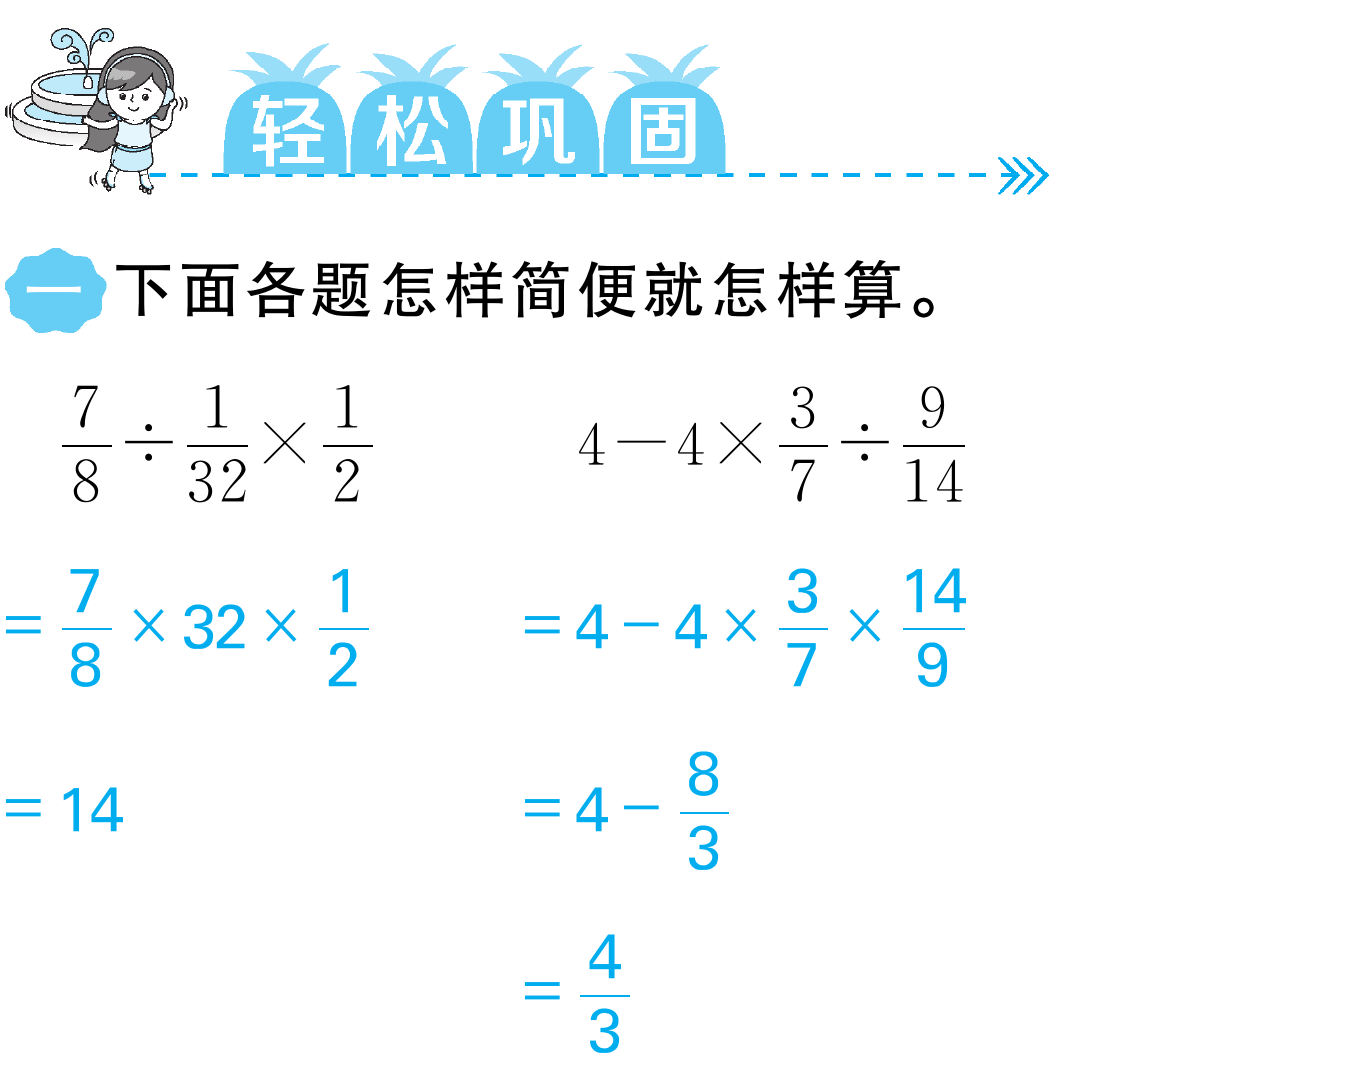 轻松巩固
一 下面各题怎样简便就怎样算。
7/8 ÷ 1/32 × 1/2    4 − 4 × 3/7 ÷ 9/14
= 7/8 × 32 × 1/2    = 4 − 4 × 3/7 × 14/9
= 14    = 4 − 8/3
= 4/3